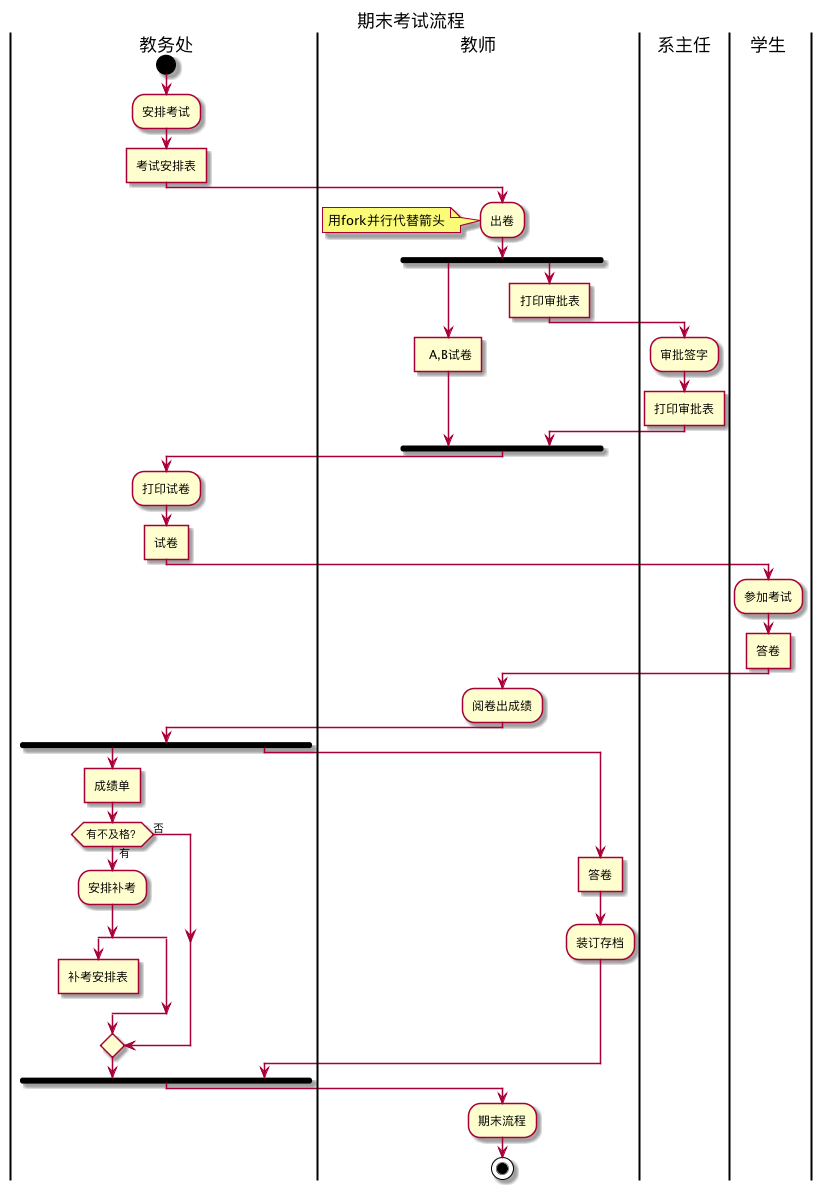 期末考试流程
教务处
教师
系主任
学生
安排考试
考试安排表
用fork并行代替箭头
出卷
打印审批表
A,B试卷
审批签字
打印审批表
打印试卷
试卷
参加考试
答卷
阅卷出成绩
成绩单
有不及格?
否
有
答卷
安排补考
装订存档
补考安排表
期末流程